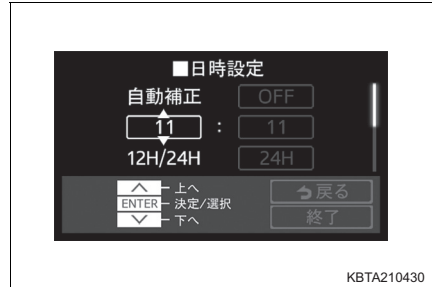 ■日時設定
自動補正 OFF
11 : 11
12H/24H 24H
上へ
ENTER 決定/選択 戻る
下へ 終了
KBTA210430